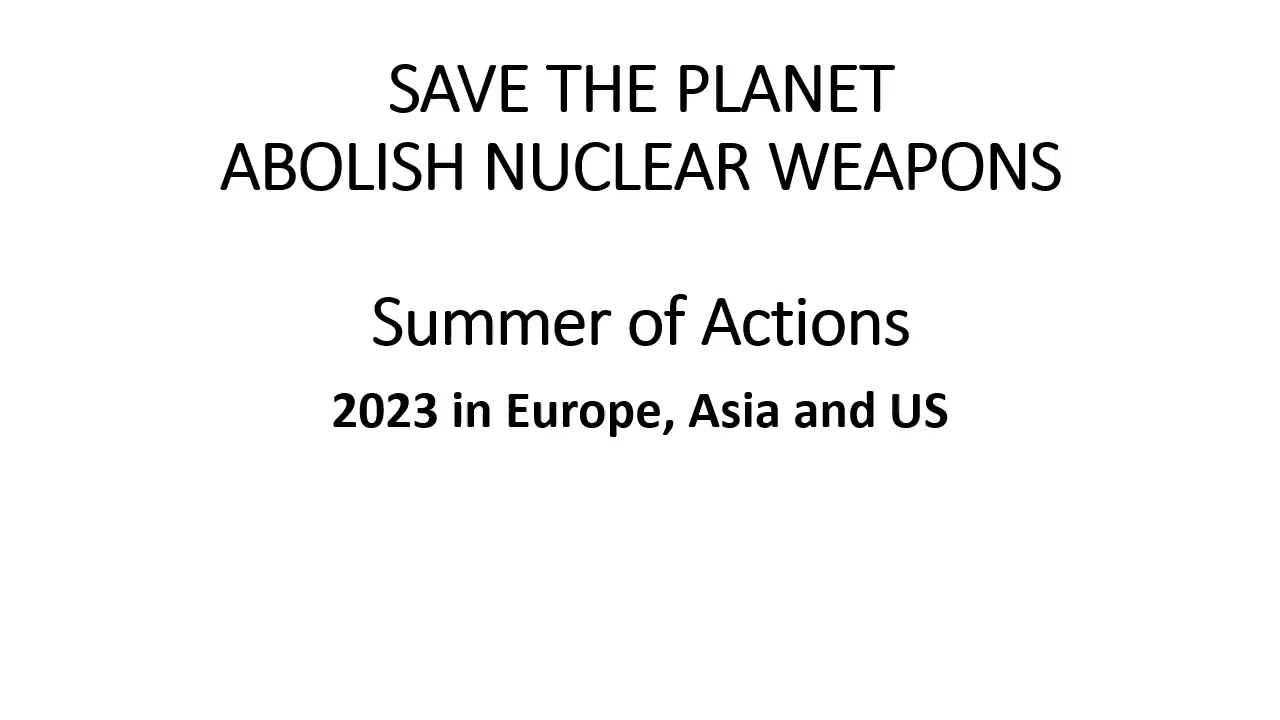 SAVE THE PLANET
ABOLISH NUCLEAR WEAPONS
Summer of Actions
2023 in Europe, Asia and US